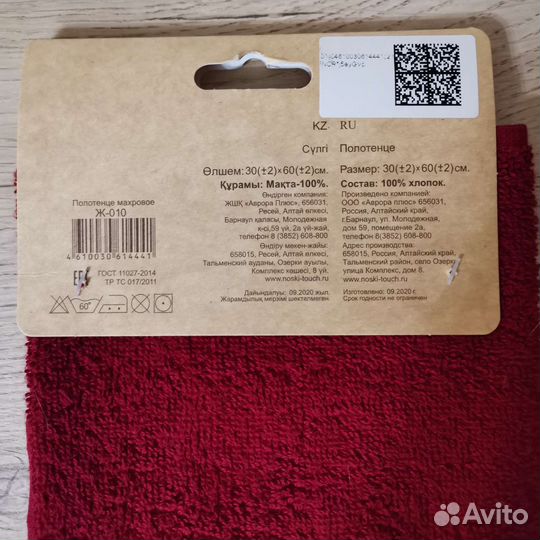 KZ RU
Сүлгі Полотенце
Өлшем: 30(±2)×60(±2)см. Размер: 30(±2)×60(±2)см.
Құрамы: Мақта-100%. Состав: 100% хлопок.
Өндірген компания:
ЖШҚ «Аврора Плюс», 656031,
Ресей, Алтай өлкесі,
Барнаул қаласы, Молодежная
к-сі,59 үй, 2а үй-жай,
телефон 8 (3852) 608-800
Өндіру мекен-жайы:
658015, Ресей, Алтай өлкесі,
Тальменский ауданы, Озерки ауылы,
Комплекс көшесі, 8 үй.
www.noski-touch.ru
Дайындалуы: 09.2020 жыл.
Жарамдылық мерзімі шектелмеген
Производитель:
ООО «Аврора плюс», 656031,
Россия, Алтайский край,
г.Барнаул, ул. Молодежная,
дом 59, помещение 2а,
телефон 8 (3852) 608-800
Адрес производства:
658015, Россия, Алтайский край,
Тальменский район, село Озерки
улица Комплекс, дом 8.
www.noski-touch.ru
Изготовлено: 09.2020 г.
Срок годности не ограничен
Полотенце махровое
Ж-010
4 610030 614441
ГОСТ 11027-2014
ТР ТС 017/2011
60°
Avito